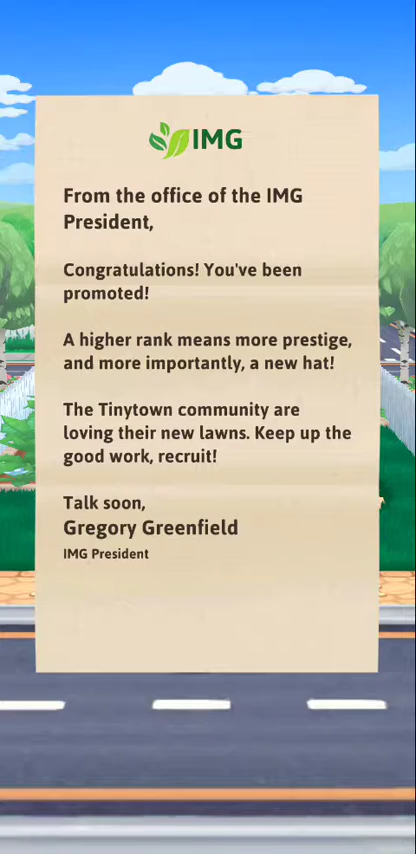 IMG
From the office of the IMG
President,
Congratulations! You've been
promoted!
A higher rank means more prestige,
and more importantly, a new hat!
The Tinytown community are
loving their new lawns. Keep up the
good work, recruit!
Talk soon,
Gregory Greenfield
IMG President